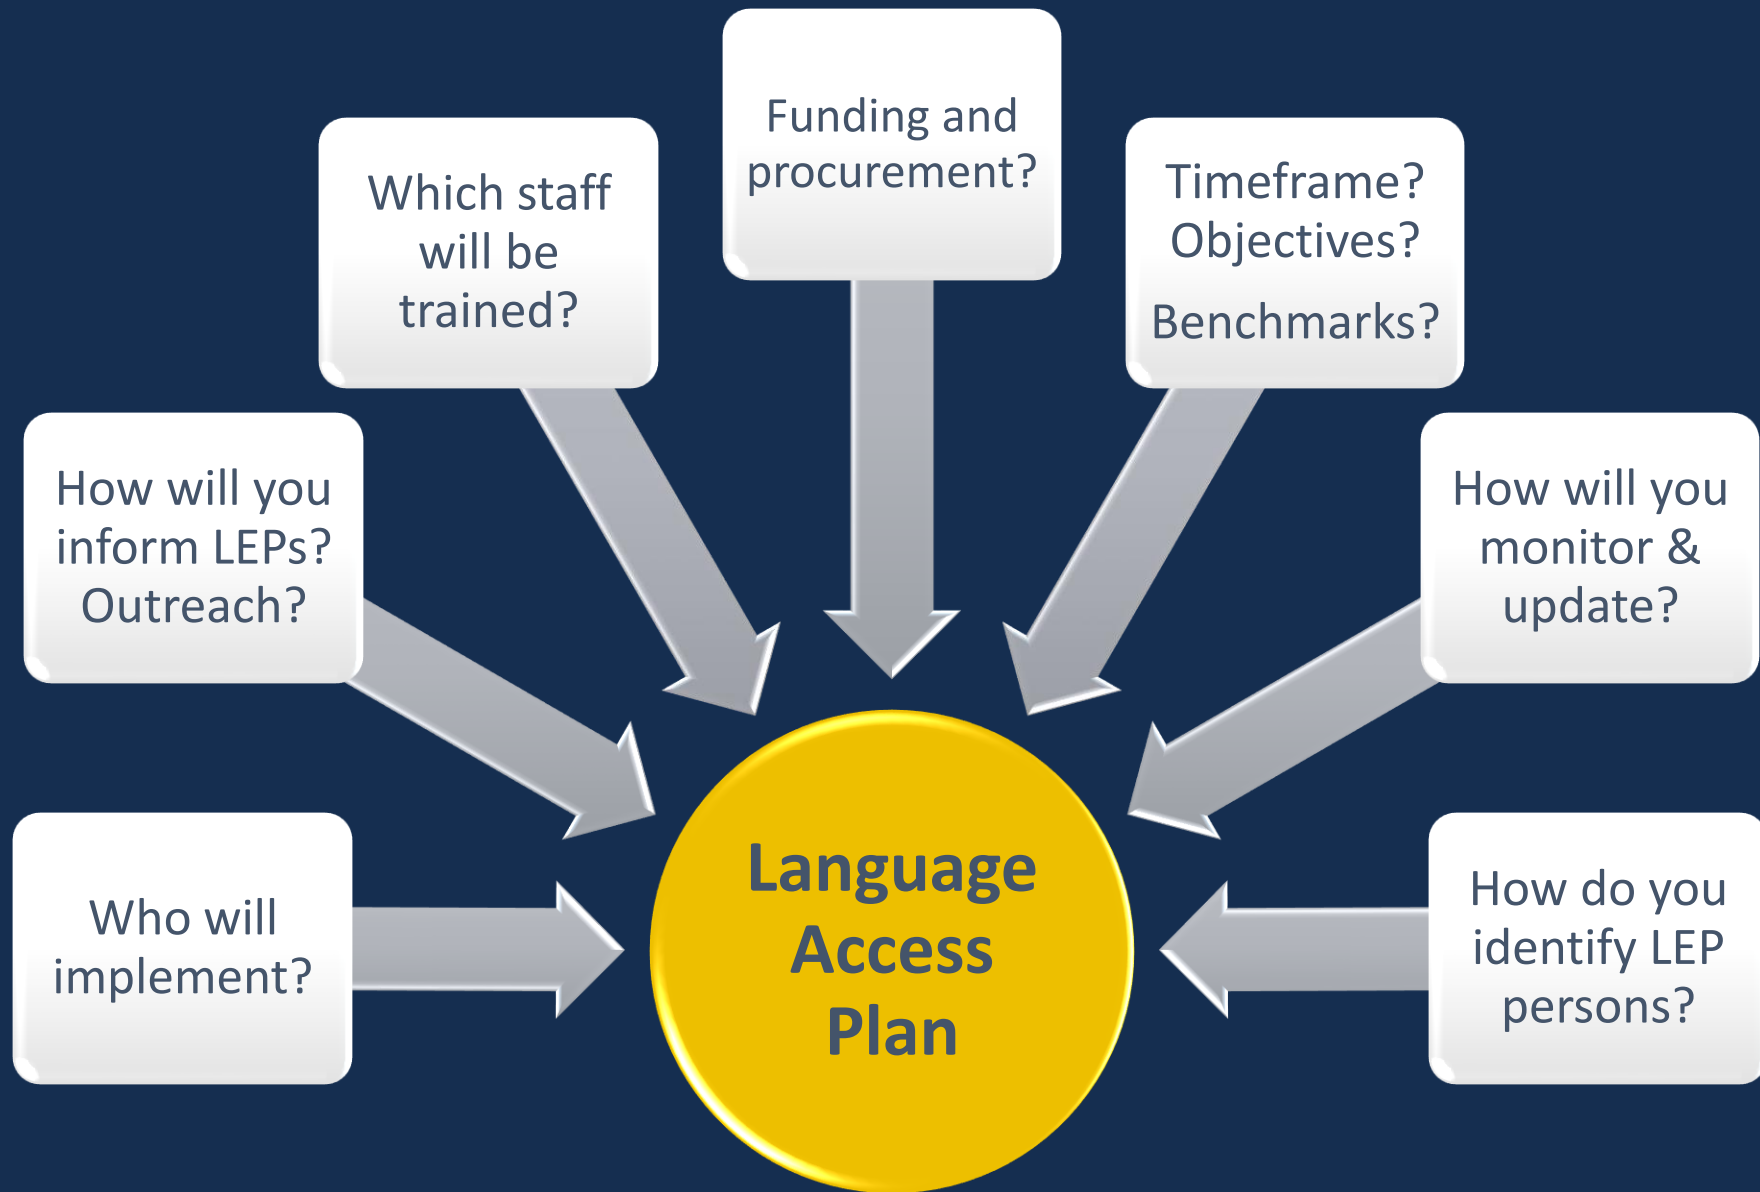 Funding and
procurement?
Which staff
will be
trained?
Timeframe?
Objectives?
Benchmarks?
How will you
inform LEPs?
Outreach?
How will you
monitor &
update?
Who will
implement?
Language
Access
Plan
How do you
identify LEP
persons?